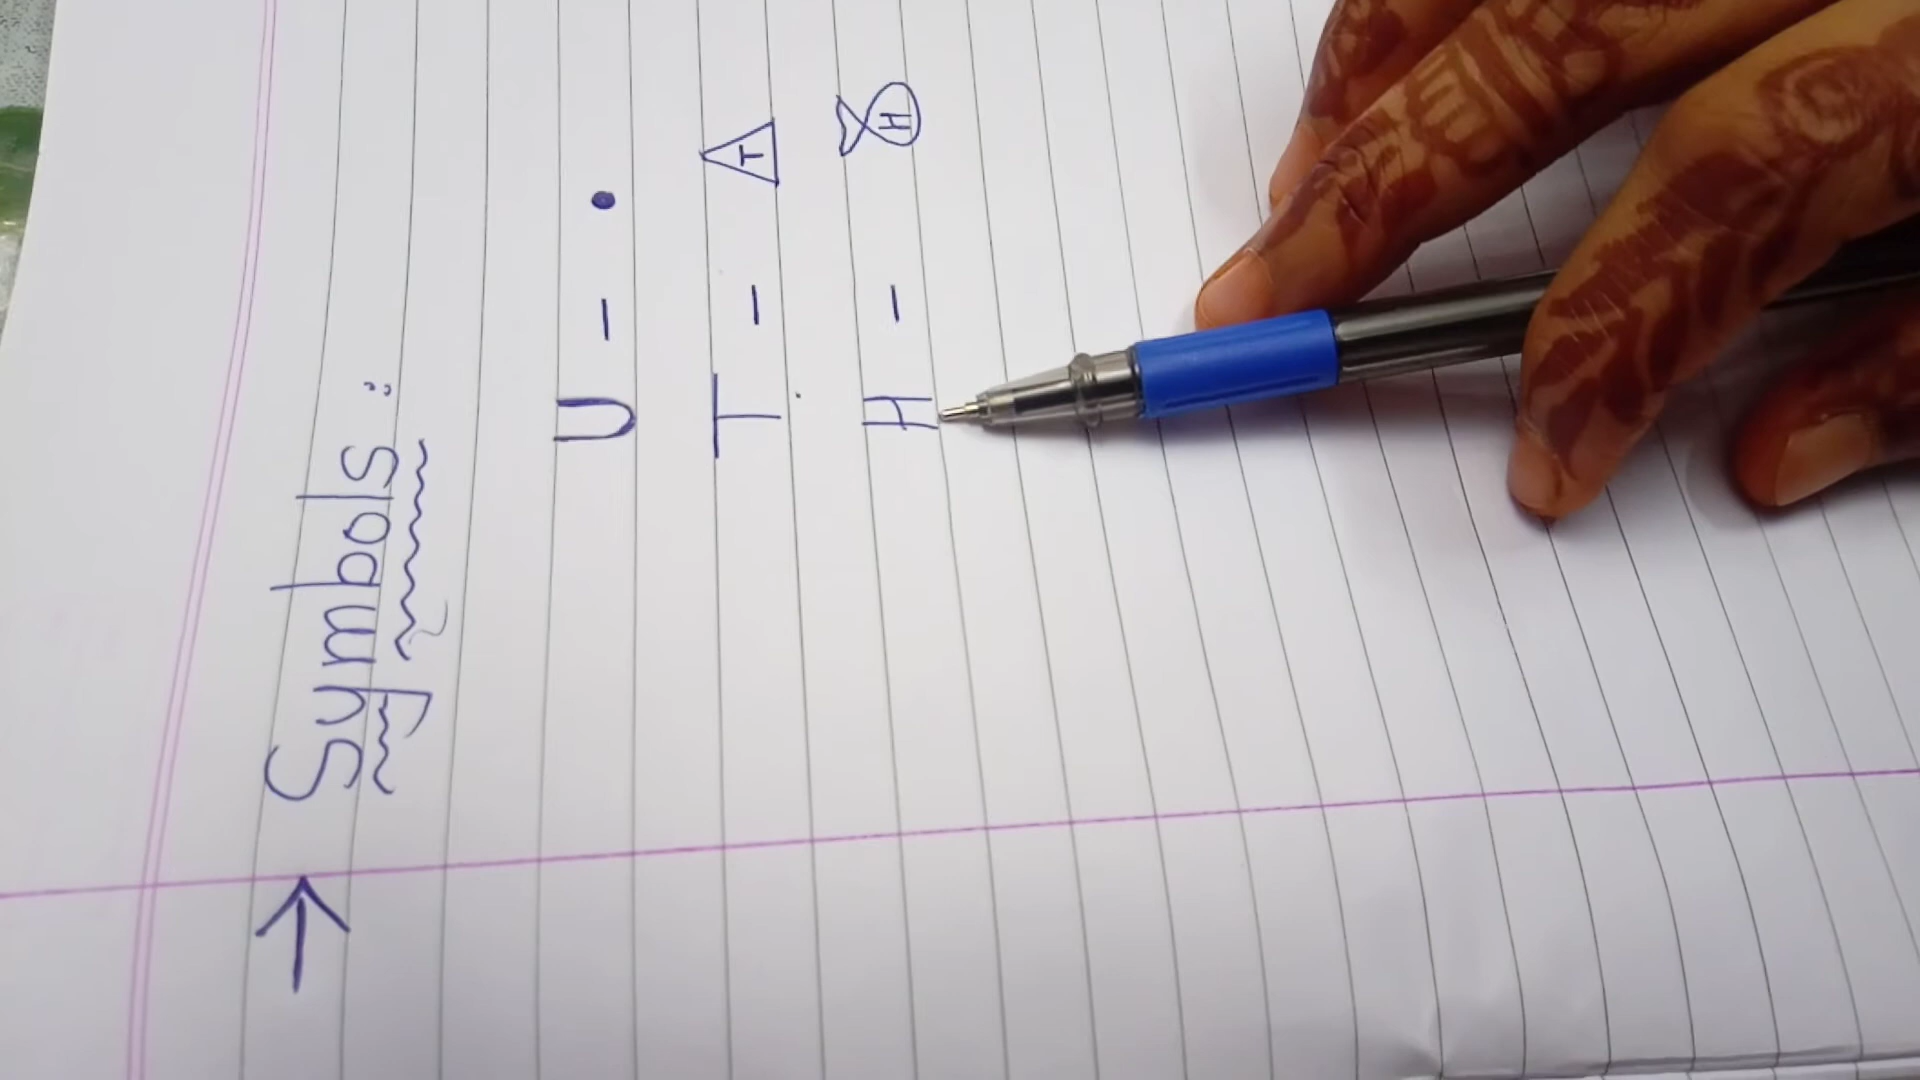 → Symbols :
U - •
T - T
H - H